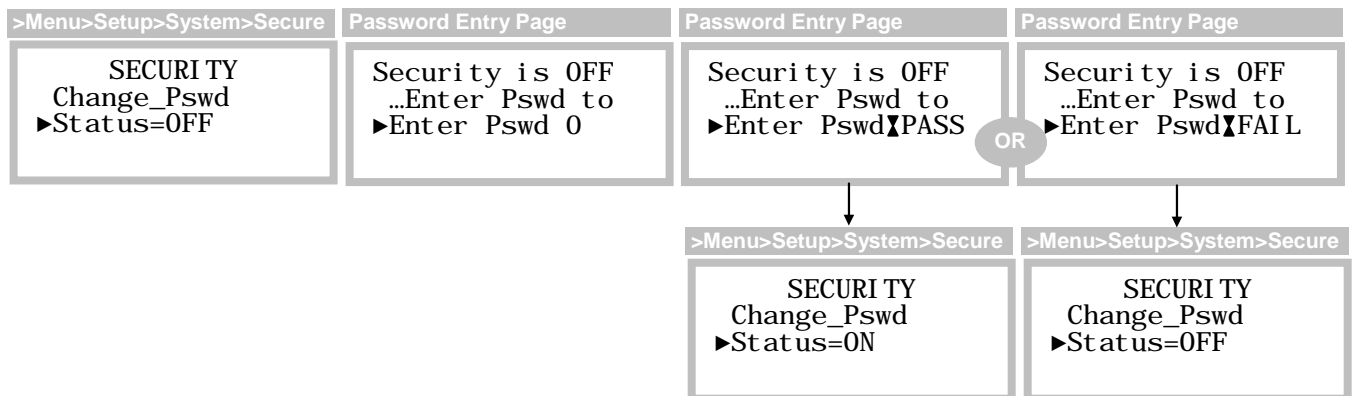 >Menu>Setup>System>Secure
SECURITY
Change_Pswd
►Status=OFF
Password Entry Page
Security is OFF
…Enter Pswd to
►Enter Pswd 0
Password Entry Page
Security is OFF
…Enter Pswd to
►Enter Pswd PASS
OR
Password Entry Page
Security is OFF
…Enter Pswd to
►Enter Pswd FAIL
>Menu>Setup>System>Secure
SECURITY
Change_Pswd
►Status=ON
>Menu>Setup>System>Secure
SECURITY
Change_Pswd
►Status=OFF